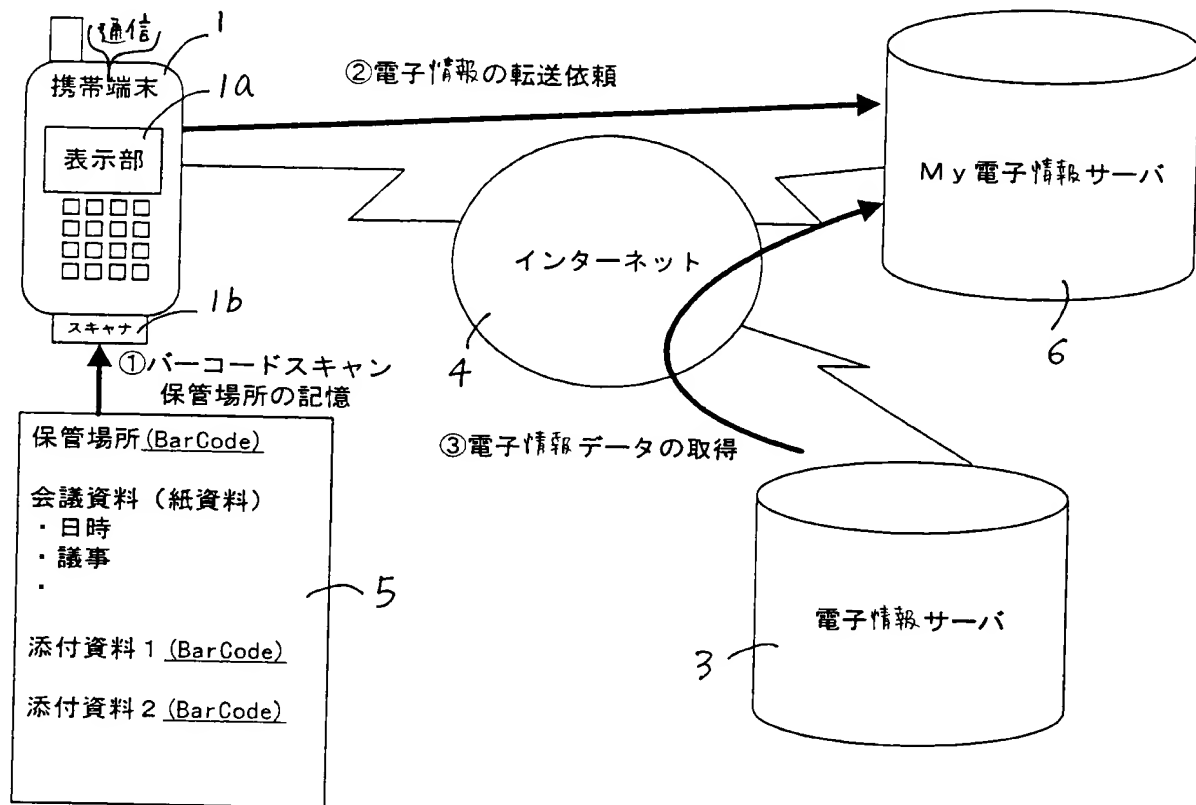 通信
1
携帯端末
1a
表示部
スキャナ
1b
①バーコードスキャン
保管場所の記憶
②電子情報の転送依頼
インターネット
4
My電子情報サーバ
6
③電子情報データの取得
電子情報サーバ
3
保管場所(BarCode)
会議資料(紙資料)
・日時
・議事
・
添付資料1(BarCode)
添付資料2(BarCode)
5